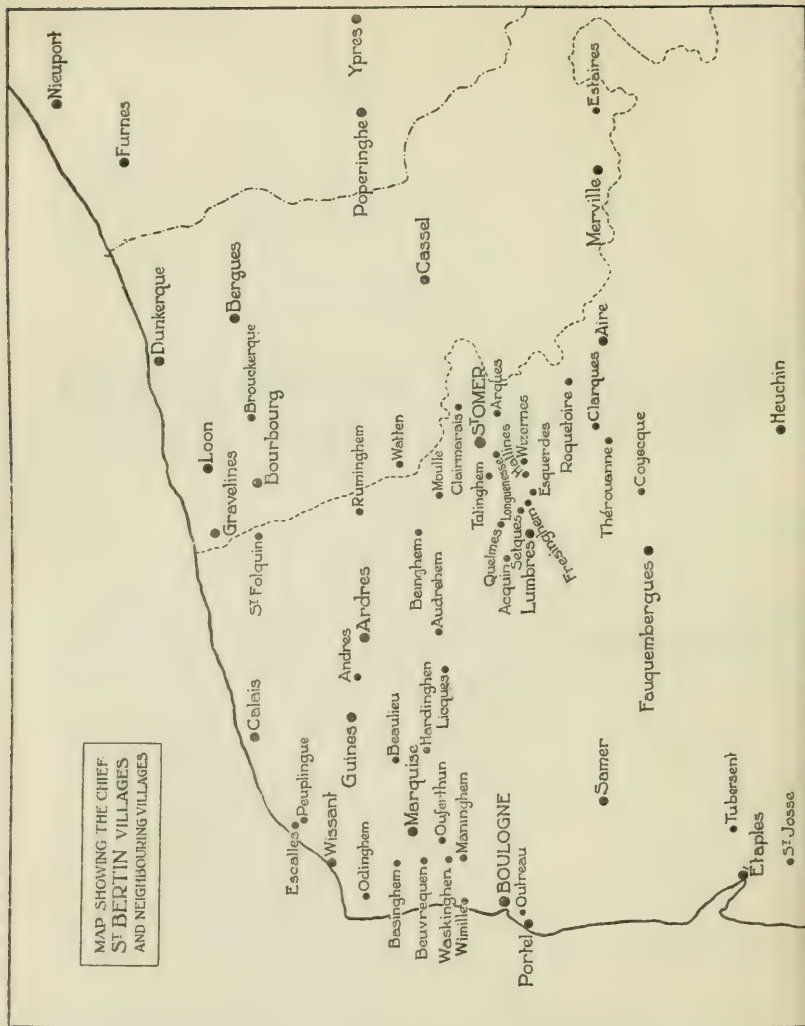 MAP SHOWING THE CHIEF
ST BERTIN VILLAGES
AND NEIGHBOURING VILLAGES
Nieuport
Furnes
Dunkerque
Loon
Gravelines
Bergues
Brouckerque
Bourbourg
St Folquin
Calais
Escalles
Peuplingue
Wissant
Guines
Andres
Ardres
Ruminghem
Poperinghe
Ypres
Odinghem
Basinghem
Beaulieu
Watten
Marquise
Hardinghen
Beuvrequen
Beinghem
Cassel
Ouferthun
Licques
Audrehem
Moulle
Clairmarais
Waskinghen
Maninghem
Wimille
Tatinghem
ST OMER
Quelmes
Longuenesse
Arques
BOULOGNE
Outreau
Portel
Acquin
Setques
Hallines
Wizernes
Lumbres
Fresinghem
Esquerdes
Roquetoire
Samer
Thérouanne
Clarques
Aire
Merville
Estaires
Fauquembergues
Coyecque
Tubersent
Etaples
St Josse
Heuchin